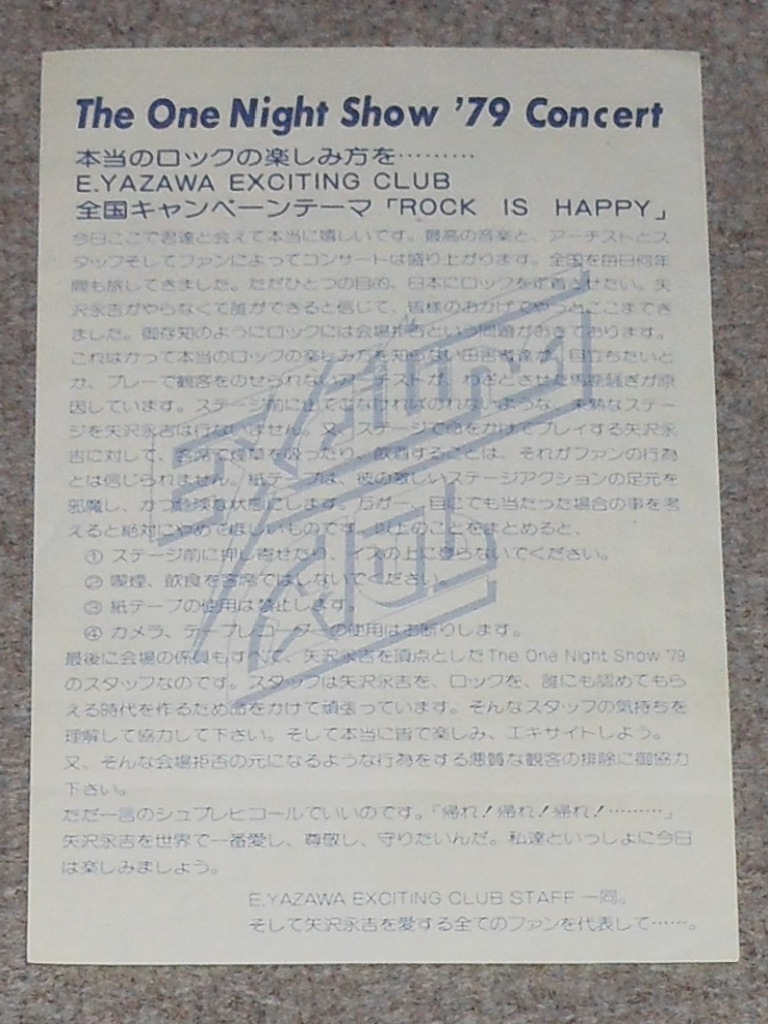 The One Night Show '79 Concert
本当のロックの楽しみ方を………
E.YAZAWA EXCITING CLUB
全国キャンペーンテーマ「ROCK IS HAPPY」
今日ここで君達と会えて本当に嬉しいです。最高の音楽と、アーチストとス
タッフそしてファンによってコンサートは盛り上がります。全国を毎日何年
間も旅してきました。ただひとつの目的、日本にロックを定着させたい。矢
沢永吉がやらなくて誰ができると信じて、皆様のおかげでやっとここまでき
ました。御存知のようにロックには会場拒否という問題がおきております。
これはかつて本当のロックの楽しみ方を知らない田舎者達が、目立ちたいと
か、プレーで観客をのせられないアーチストが、わざとさせた馬鹿騒ぎが原
因しています。ステージ前に出てこなければのれないような、未熟なステー
ジを矢沢永吉は行ないません。又、ステージで命をかけてプレイする矢沢永
吉に対して、客席で煙草を吸ったり、飲食することは、それがファンの行為
とは信じられません。紙テープは、彼の激しいステージアクションの足元を
邪魔し、かつ危険な状態にします。万が一、目にでも当たった場合の事を考
えると絶対にやめてほしいものです。以上のことをまとめると、
① ステージ前に押し寄せたり、イスの上に登らないでください。
② 喫煙、飲食を客席ではしないでください。
③ 紙テープの使用は禁止します。
④ カメラ、テープレコーダーの使用はお断りします。
最後に会場の係員もすべて、矢沢永吉を頂点としたThe One Night Show '79
のスタッフなのです。スタッフは矢沢永吉を、ロックを、誰にも認めてもら
える時代を作るため命をかけて頑張っています。そんなスタッフの気持ちを
理解して協力して下さい。そして本当に皆で楽しみ、エキサイトしよう。
又、そんな会場拒否の元になるような行為をする悪質な観客の排除に御協力
下さい。
ただ一言のシュプレヒコールでいいのです。「帰れ！帰れ！帰れ！………」
矢沢永吉を世界で一番愛し、尊敬し、守りたいんだ。私達といっしょに今日
は楽しみましょう。
E.YAZAWA EXCITING CLUB STAFF 一同。
そして矢沢永吉を愛する全てのファンを代表して……。